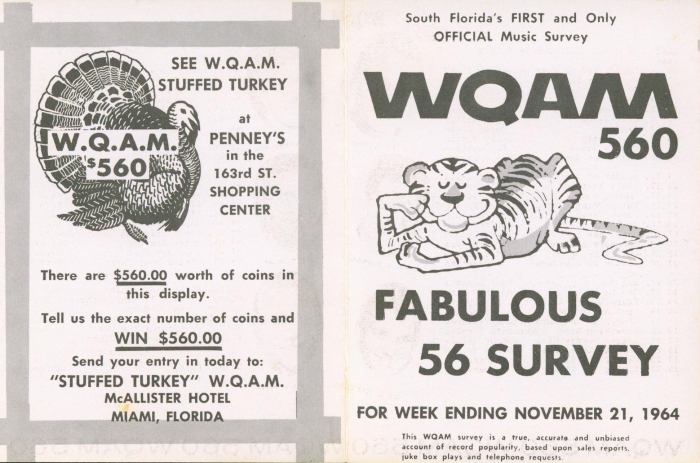 SEE W.Q.A.M.
STUFFED TURKEY
at
PENNEY'S
in the
163rd ST.
SHOPPING
CENTER
W.Q.A.M.
$560
There are $560.00 worth of coins in
this display.
Tell us the exact number of coins and
WIN $560.00
Send your entry in today to:
"STUFFED TURKEY" W.Q.A.M.
McALLISTER HOTEL
MIAMI, FLORIDA
South Florida's FIRST and Only
OFFICIAL Music Survey
WQAM
560
FABULOUS
56 SURVEY
FOR WEEK ENDING NOVEMBER 21, 1964
This WQAM survey is a true, accurate and unbiased
account of record popularity, based upon sales reports,
juke box plays and telephone requests.